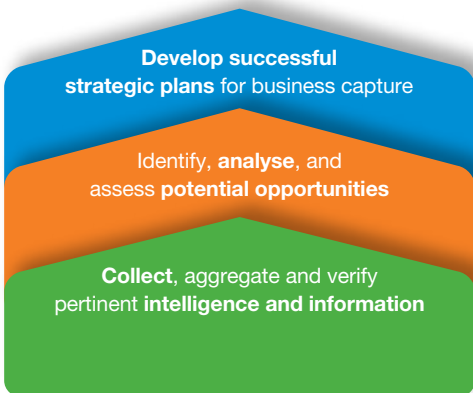 Develop successful
strategic plans for business capture
Identify, analyse, and
assess potential opportunities
Collect, aggregate and verify
pertinent intelligence and information